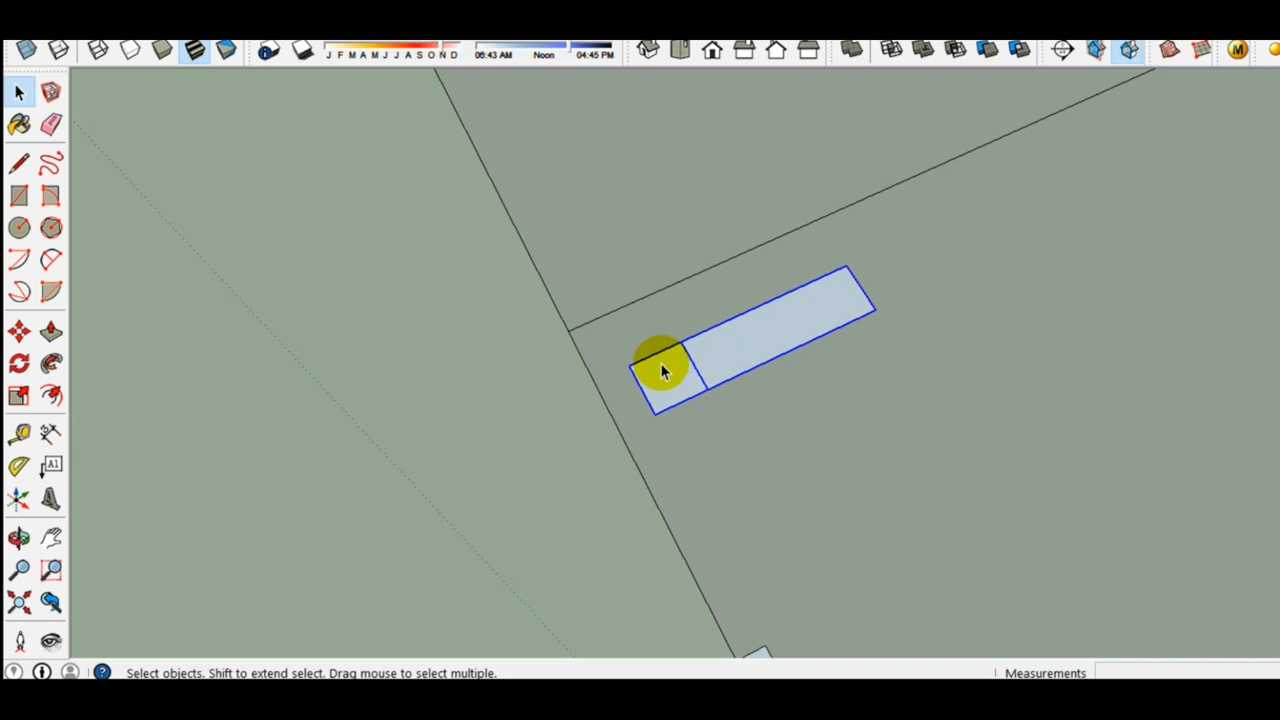 J F M A M J J A S O N D 06:43 AM Noon 04:45 PM M
A1
Select objects. Shift to extend select. Drag mouse to select multiple. Measurements